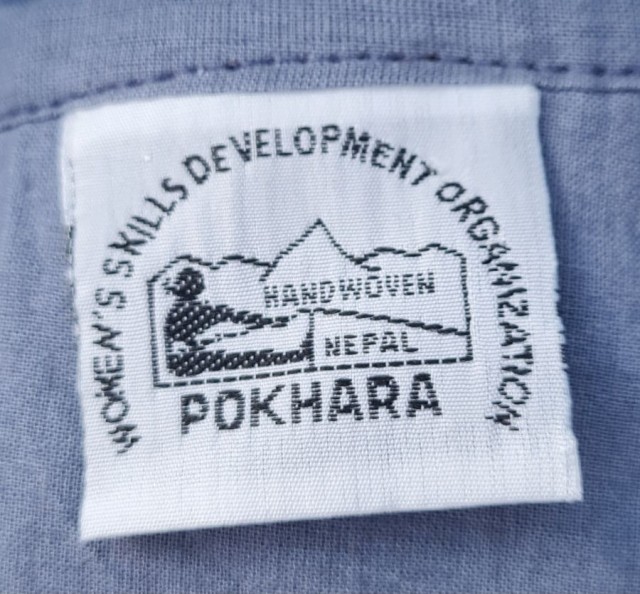 WOMEN'S SKILLS DEVELOPMENT ORGANIZATION
HANDWOVEN
NEPAL
POKHARA